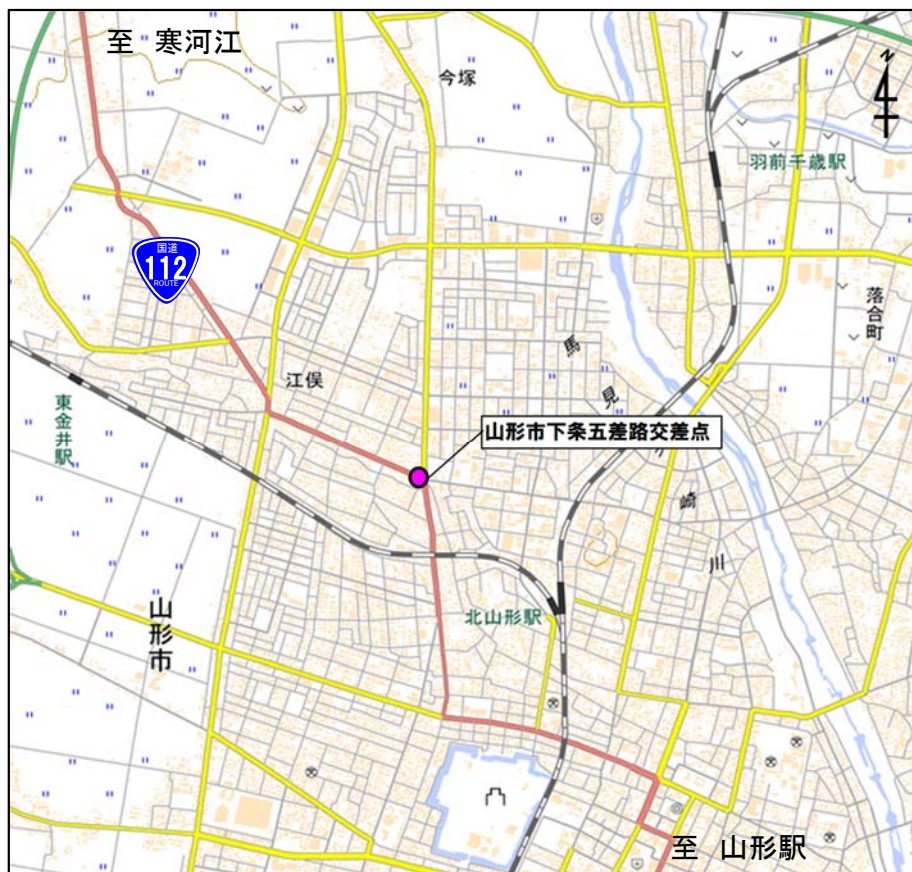 至 寒河江
今塚
N
羽前千歳駅
国道
112
ROUTE
落合町
馬見ヶ崎川
江俣
東金井駅
山形市下条五差路交差点
北山形駅
山形市
至 山形駅